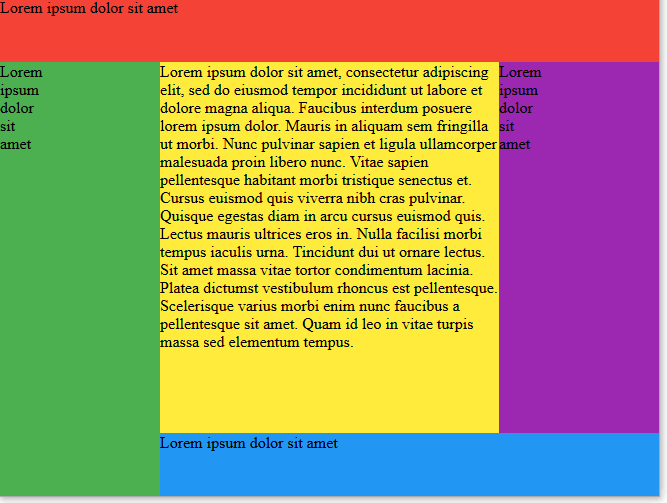 Lorem ipsum dolor sit amet
Lorem
ipsum
dolor
sit
amet
Lorem ipsum dolor sit amet, consectetur adipiscing
elit, sed do eiusmod tempor incididunt ut labore et
dolore magna aliqua. Faucibus interdum posuere
lorem ipsum dolor. Mauris in aliquam sem fringilla
ut morbi. Nunc pulvinar sapien et ligula ullamcorper
malesuada proin libero nunc. Vitae sapien
pellentesque habitant morbi tristique senectus et.
Cursus euismod quis viverra nibh cras pulvinar.
Quisque egestas diam in arcu cursus euismod quis.
Lectus mauris ultrices eros in. Nulla facilisi morbi
tempus iaculis urna. Tincidunt dui ut ornare lectus.
Sit amet massa vitae tortor condimentum lacinia.
Platea dictumst vestibulum rhoncus est pellentesque.
Scelerisque varius morbi enim nunc faucibus a
pellentesque sit amet. Quam id leo in vitae turpis
massa sed elementum tempus.
Lorem
ipsum
dolor
sit
amet
Lorem ipsum dolor sit amet